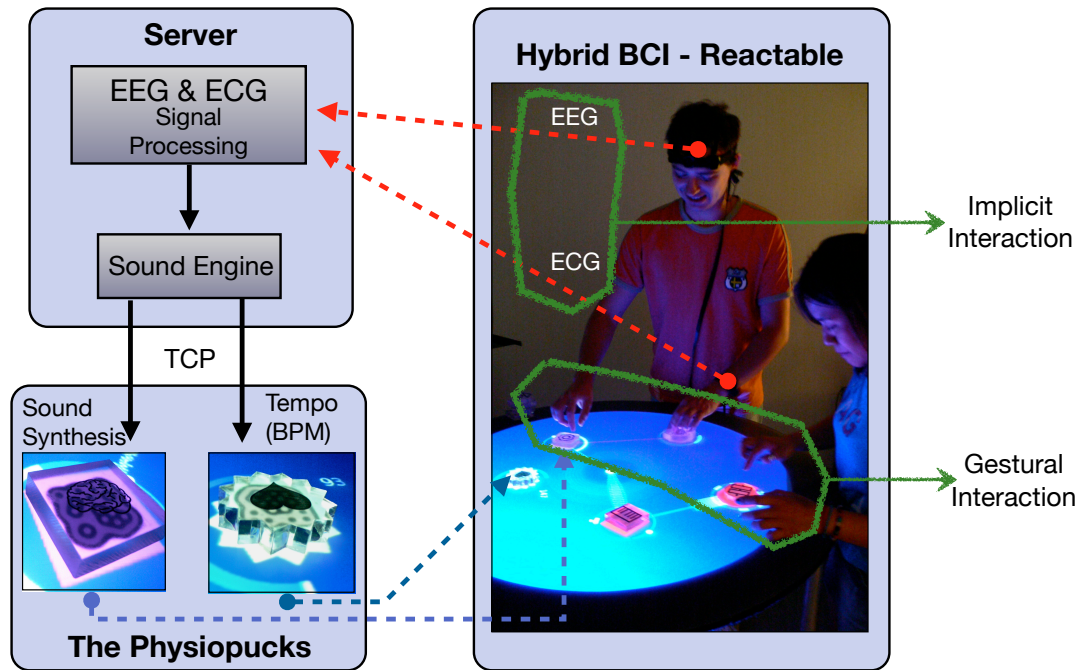 Server
EEG & ECG
Signal
Processing
Sound Engine
TCP
Sound
Synthesis
Tempo
(BPM)
93
The Physiopucks
Hybrid BCI - Reactable
EEG
ECG
Implicit
Interaction
Gestural
Interaction